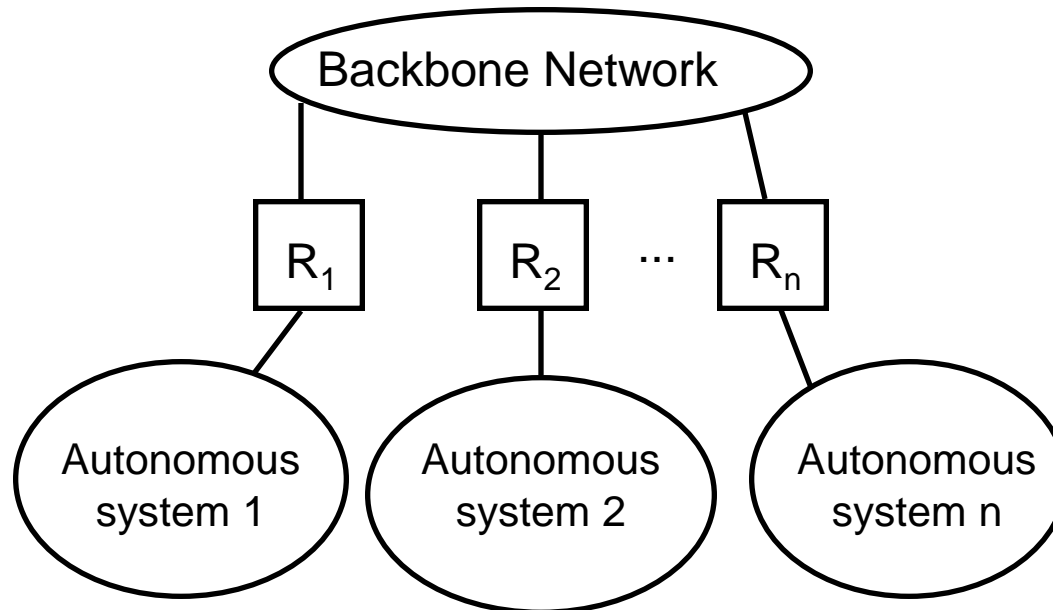 Backbone Network
R1
R2
...
Rn
Autonomous
system 1
Autonomous
system 2
Autonomous
system n